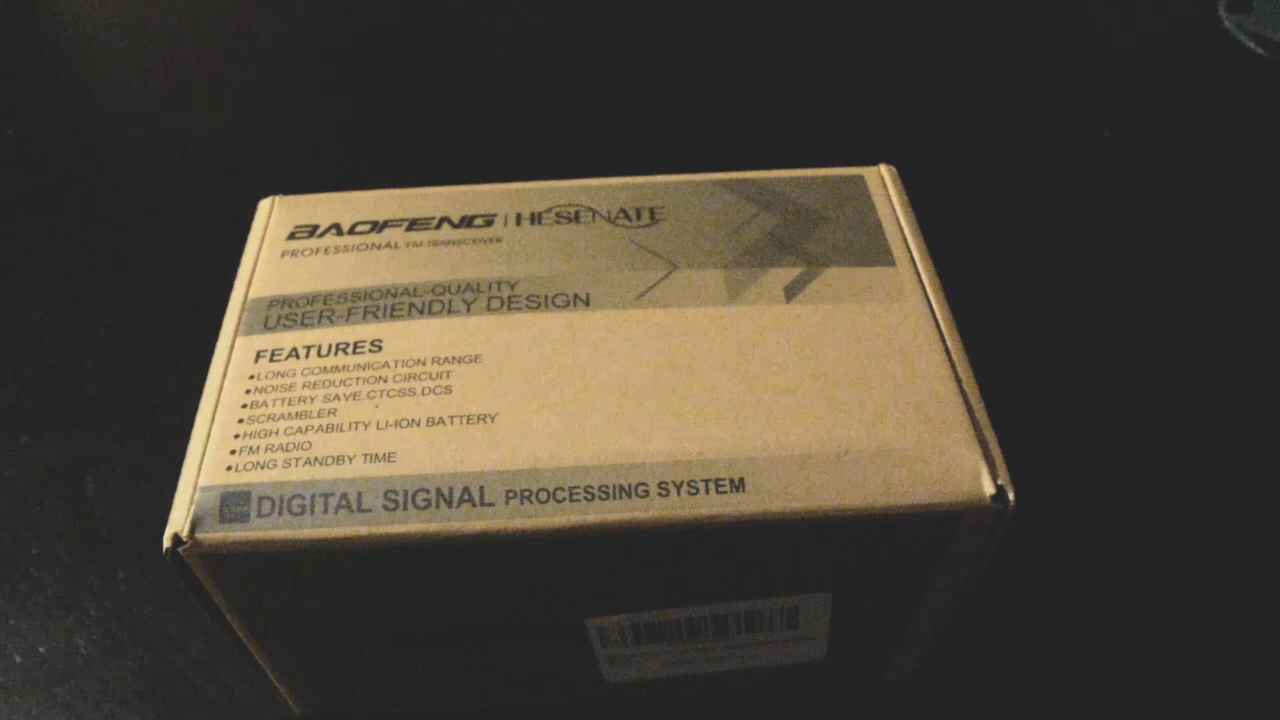 BAOFENG | HESENATE
PROFESSIONAL FM TRANSCEIVER
PROFESSIONAL-QUALITY
USER-FRIENDLY DESIGN
FEATURES
•LONG COMMUNICATION RANGE
•NOISE REDUCTION CIRCUIT
•BATTERY SAVE.CTCSS.DCS
•SCRAMBLER
•HIGH CAPABILITY LI-ION BATTERY
•FM RADIO
•LONG STANDBY TIME
DIGITAL SIGNAL PROCESSING SYSTEM